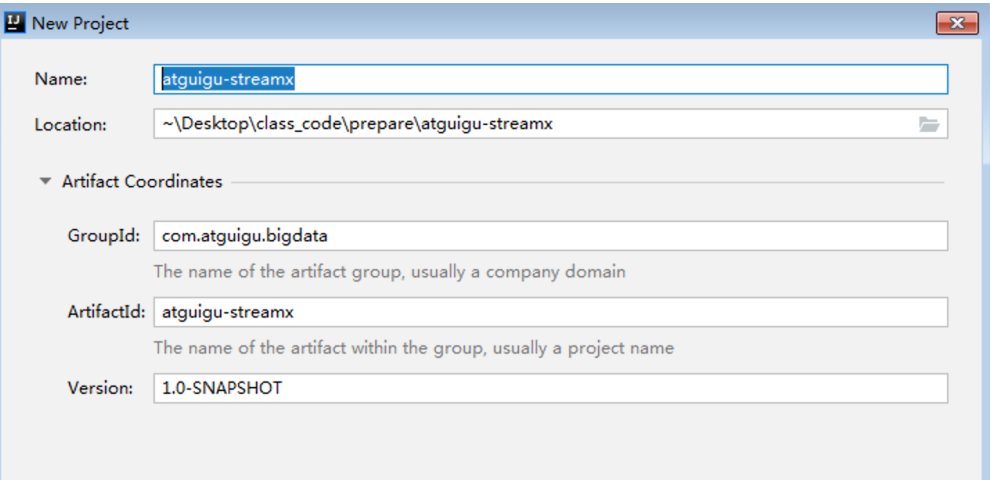 New Project
Name: atguigu-streamx
Location: ~\Desktop\class_code\prepare\atguigu-streamx
Artifact Coordinates
GroupId: com.atguigu.bigdata
The name of the artifact group, usually a company domain
ArtifactId: atguigu-streamx
The name of the artifact within the group, usually a project name
Version: 1.0-SNAPSHOT